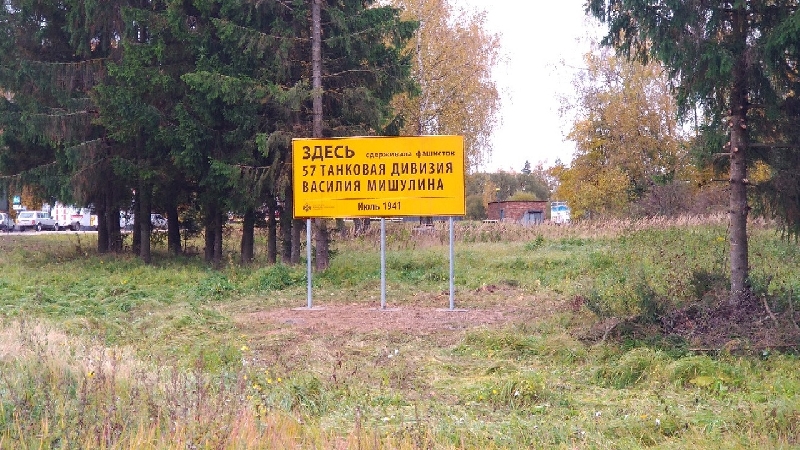 ЗДЕСЬ сдерживала фашистов
57 ТАНКОВАЯ ДИВИЗИЯ
ВАСИЛИЯ МИШУЛИНА
Июль 1941